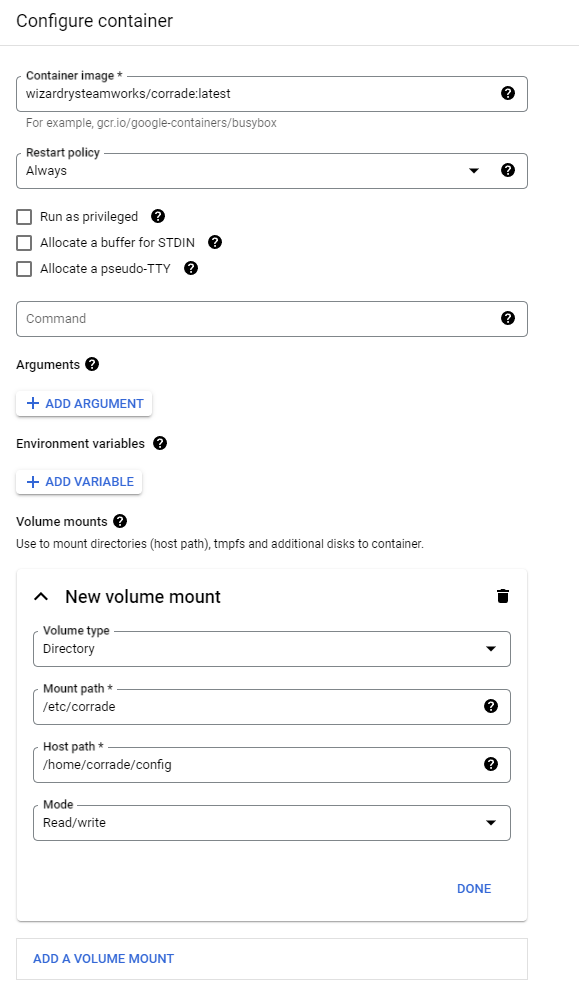 Configure container
Container image *
wizardrysteamworks/corrade:latest
For example, gcr.io/google-containers/busybox
Restart policy
Always
Run as privileged
Allocate a buffer for STDIN
Allocate a pseudo-TTY
Command
Arguments
+ ADD ARGUMENT
Environment variables
+ ADD VARIABLE
Volume mounts
Use to mount directories (host path), tmpfs and additional disks to container.
New volume mount
Volume type
Directory
Mount path *
/etc/corrade
Host path *
/home/corrade/config
Mode
Read/write
DONE
ADD A VOLUME MOUNT